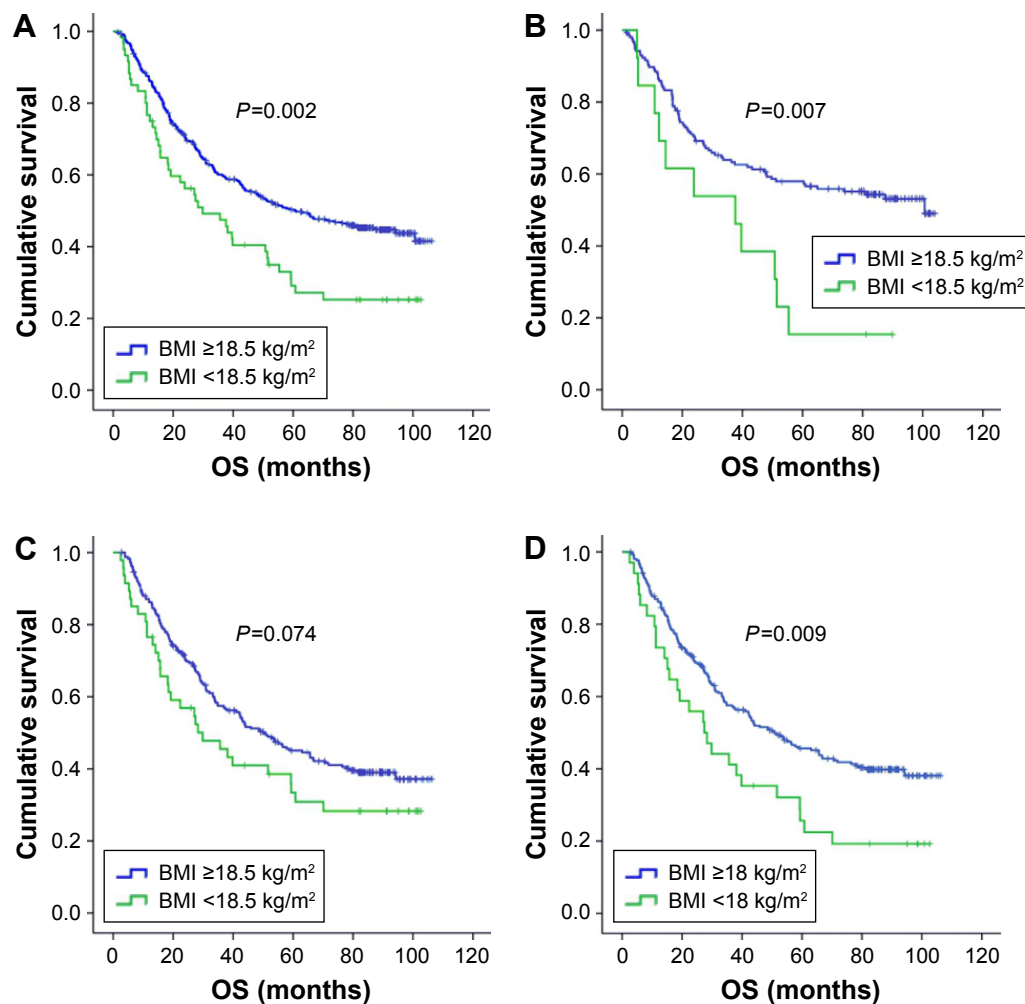 A
Cumulative survival
1.0
0.8
0.6
0.4
0.2
0.0
P=0.002
BMI ≥18.5 kg/m²
BMI <18.5 kg/m²
0 20 40 60 80 100 120
OS (months)
B
Cumulative survival
1.0
0.8
0.6
0.4
0.2
0.0
P=0.007
BMI ≥18.5 kg/m²
BMI <18.5 kg/m²
0 20 40 60 80 100 120
OS (months)
C
Cumulative survival
1.0
0.8
0.6
0.4
0.2
0.0
P=0.074
BMI ≥18.5 kg/m²
BMI <18.5 kg/m²
0 20 40 60 80 100 120
OS (months)
D
Cumulative survival
1.0
0.8
0.6
0.4
0.2
0.0
P=0.009
BMI ≥18 kg/m²
BMI <18 kg/m²
0 20 40 60 80 100 120
OS (months)